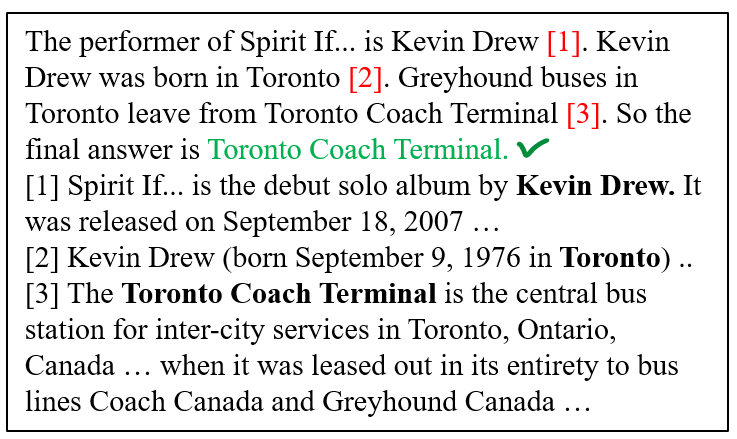 The performer of Spirit If... is Kevin Drew [1]. Kevin
Drew was born in Toronto [2]. Greyhound buses in
Toronto leave from Toronto Coach Terminal [3]. So the
final answer is Toronto Coach Terminal. ✓
[1] Spirit If... is the debut solo album by Kevin Drew. It
was released on September 18, 2007 …
[2] Kevin Drew (born September 9, 1976 in Toronto) ..
[3] The Toronto Coach Terminal is the central bus
station for inter-city services in Toronto, Ontario,
Canada … when it was leased out in its entirety to bus
lines Coach Canada and Greyhound Canada …